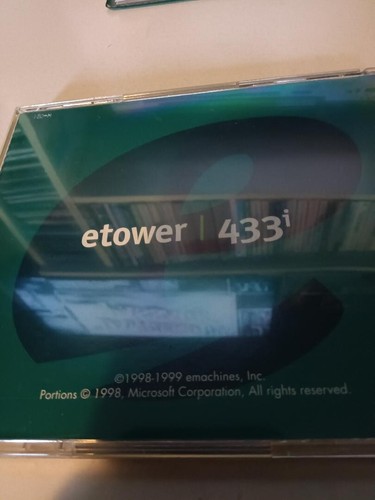 etower | 433i
©1998-1999 emachines, Inc.
Portions © 1998, Microsoft Corporation, All rights reserved.